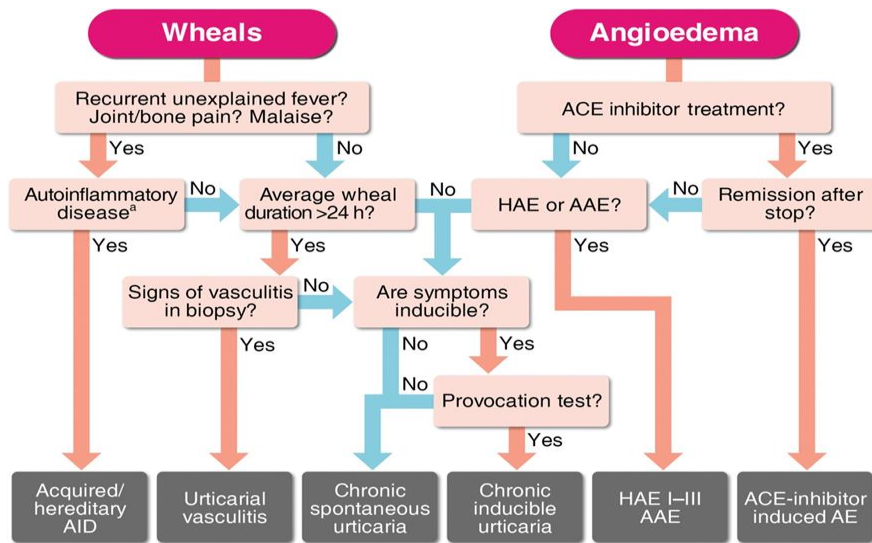 Wheals
Angioedema
Recurrent unexplained fever?
Joint/bone pain? Malaise?
ACE inhibitor treatment?
Yes
No
No
Yes
Autoinflammatory
diseaseª
No
Average wheal
duration >24 h?
No
HAE or AAE?
No
Remission after
stop?
Yes
Yes
Yes
Yes
Signs of vasculitis
in biopsy?
No
Are symptoms
inducible?
Yes
No
Yes
No
Provocation test?
Yes
Acquired/
hereditary
AID
Urticarial
vasculitis
Chronic
spontaneous
urticaria
Chronic
inducible
urticaria
HAE I–III
AAE
ACE-inhibitor
induced AE